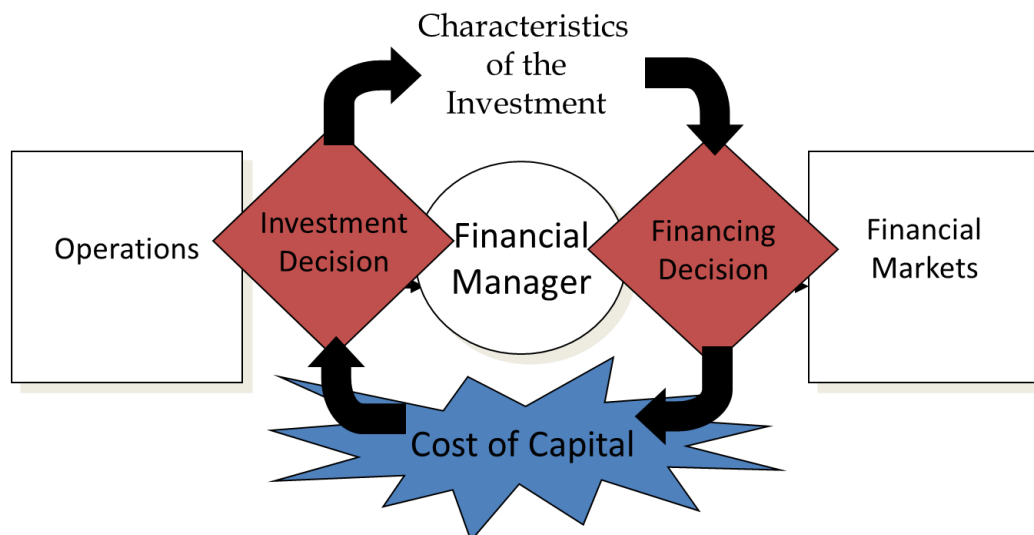 Characteristics
of the
Investment
Operations
Investment
Decision
Financial
Manager
Financing
Decision
Financial
Markets
Cost of Capital